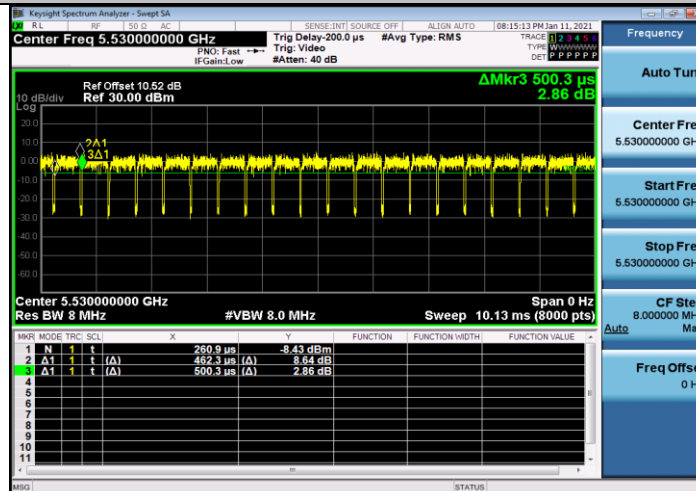 Keysight Spectrum Analyzer - Swept SA
RL RF 50 Ω AC SENSE:INT SOURCE OFF ALIGN AUTO 08:15:13 PM Jan 11, 2021
Center Freq 5.530000000 GHz Trig Delay-200.0 µs #Avg Type: RMS TRACE 1 2 3 4 5 6
PNO: Fast Trig: Video TYPE WWWWWW
IFGain:Low #Atten: 40 dB DET P P P P P P
ΔMkr3 500.3 µs
2.86 dB
Ref Offset 10.52 dB
10 dB/div Ref 30.00 dBm
Log
20.0
10.0
0.00
-10.0
-20.0
-30.0
-40.0
-50.0
-60.0
2Δ1
3Δ1
Center 5.530000000 GHz Span 0 Hz
Res BW 8 MHz #VBW 8.0 MHz Sweep 10.13 ms (8000 pts)
MKR MODE TRC SCL X Y FUNCTION FUNCTION WIDTH FUNCTION VALUE
1 N 1 t 260.9 µs -8.43 dBm
2 Δ1 1 t (Δ) 462.3 µs (Δ) 8.64 dB
3 Δ1 1 t (Δ) 500.3 µs (Δ) 2.86 dB
4
5
6
7
8
9
10
11
MSG STATUS
Frequency
Auto Tun
Center Fre
5.530000000 GH
Start Fre
5.530000000 GH
Stop Fre
5.530000000 GH
CF Ste
8.000000 MH
Auto Ma
Freq Offse
0 H